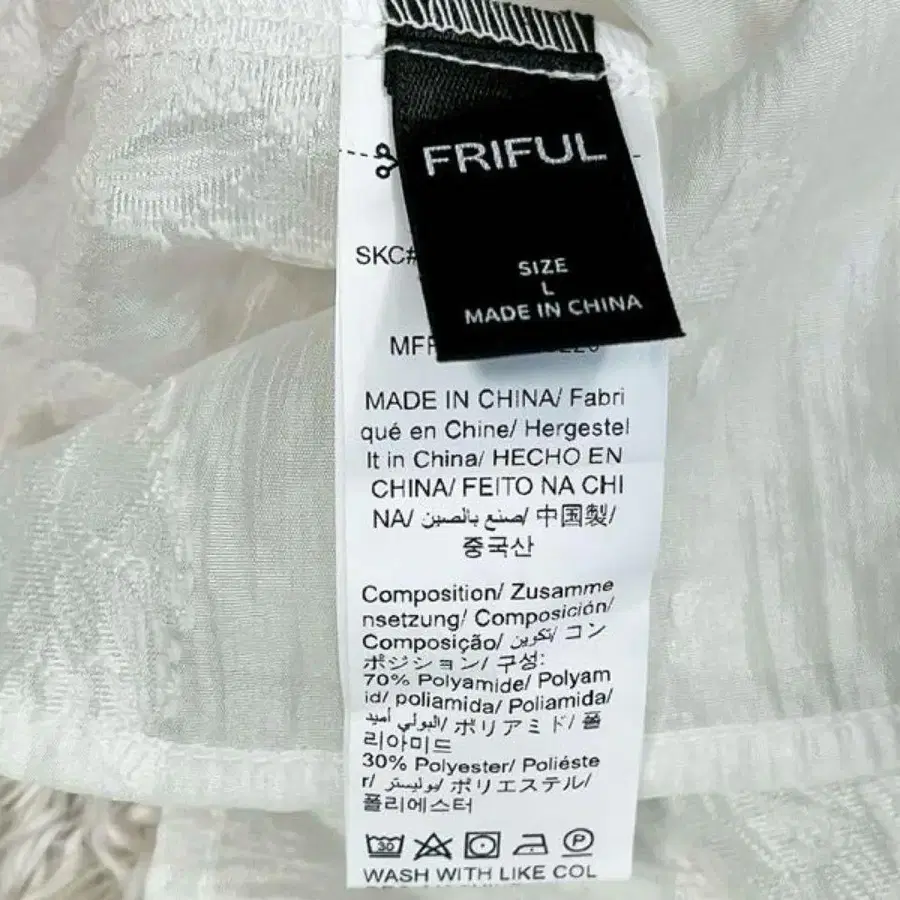 FRIFUL
SIZE
L
MADE IN CHINA
SKC#
MADE IN CHINA/ Fabri
qué en Chine/ Hergestel
lt in China/ HECHO EN
CHINA/ FEITO NA CHI
NA/ صنع بالصين/ 中国製/
중국산
Composition/ Zusamme
nsetzung/ Composición/
Composição/ تكوين/ コン
ポジション/ 구성:
70% Polyamide/ Polyam
id/ poliamida/ Poliamida/
البولي أميد/ ポリアミド/ 폴
리아미드
30% Polyester/ Poliéste
r/ بوليستر/ ポリエステル/
폴리에스터
30
P
WASH WITH LIKE COL